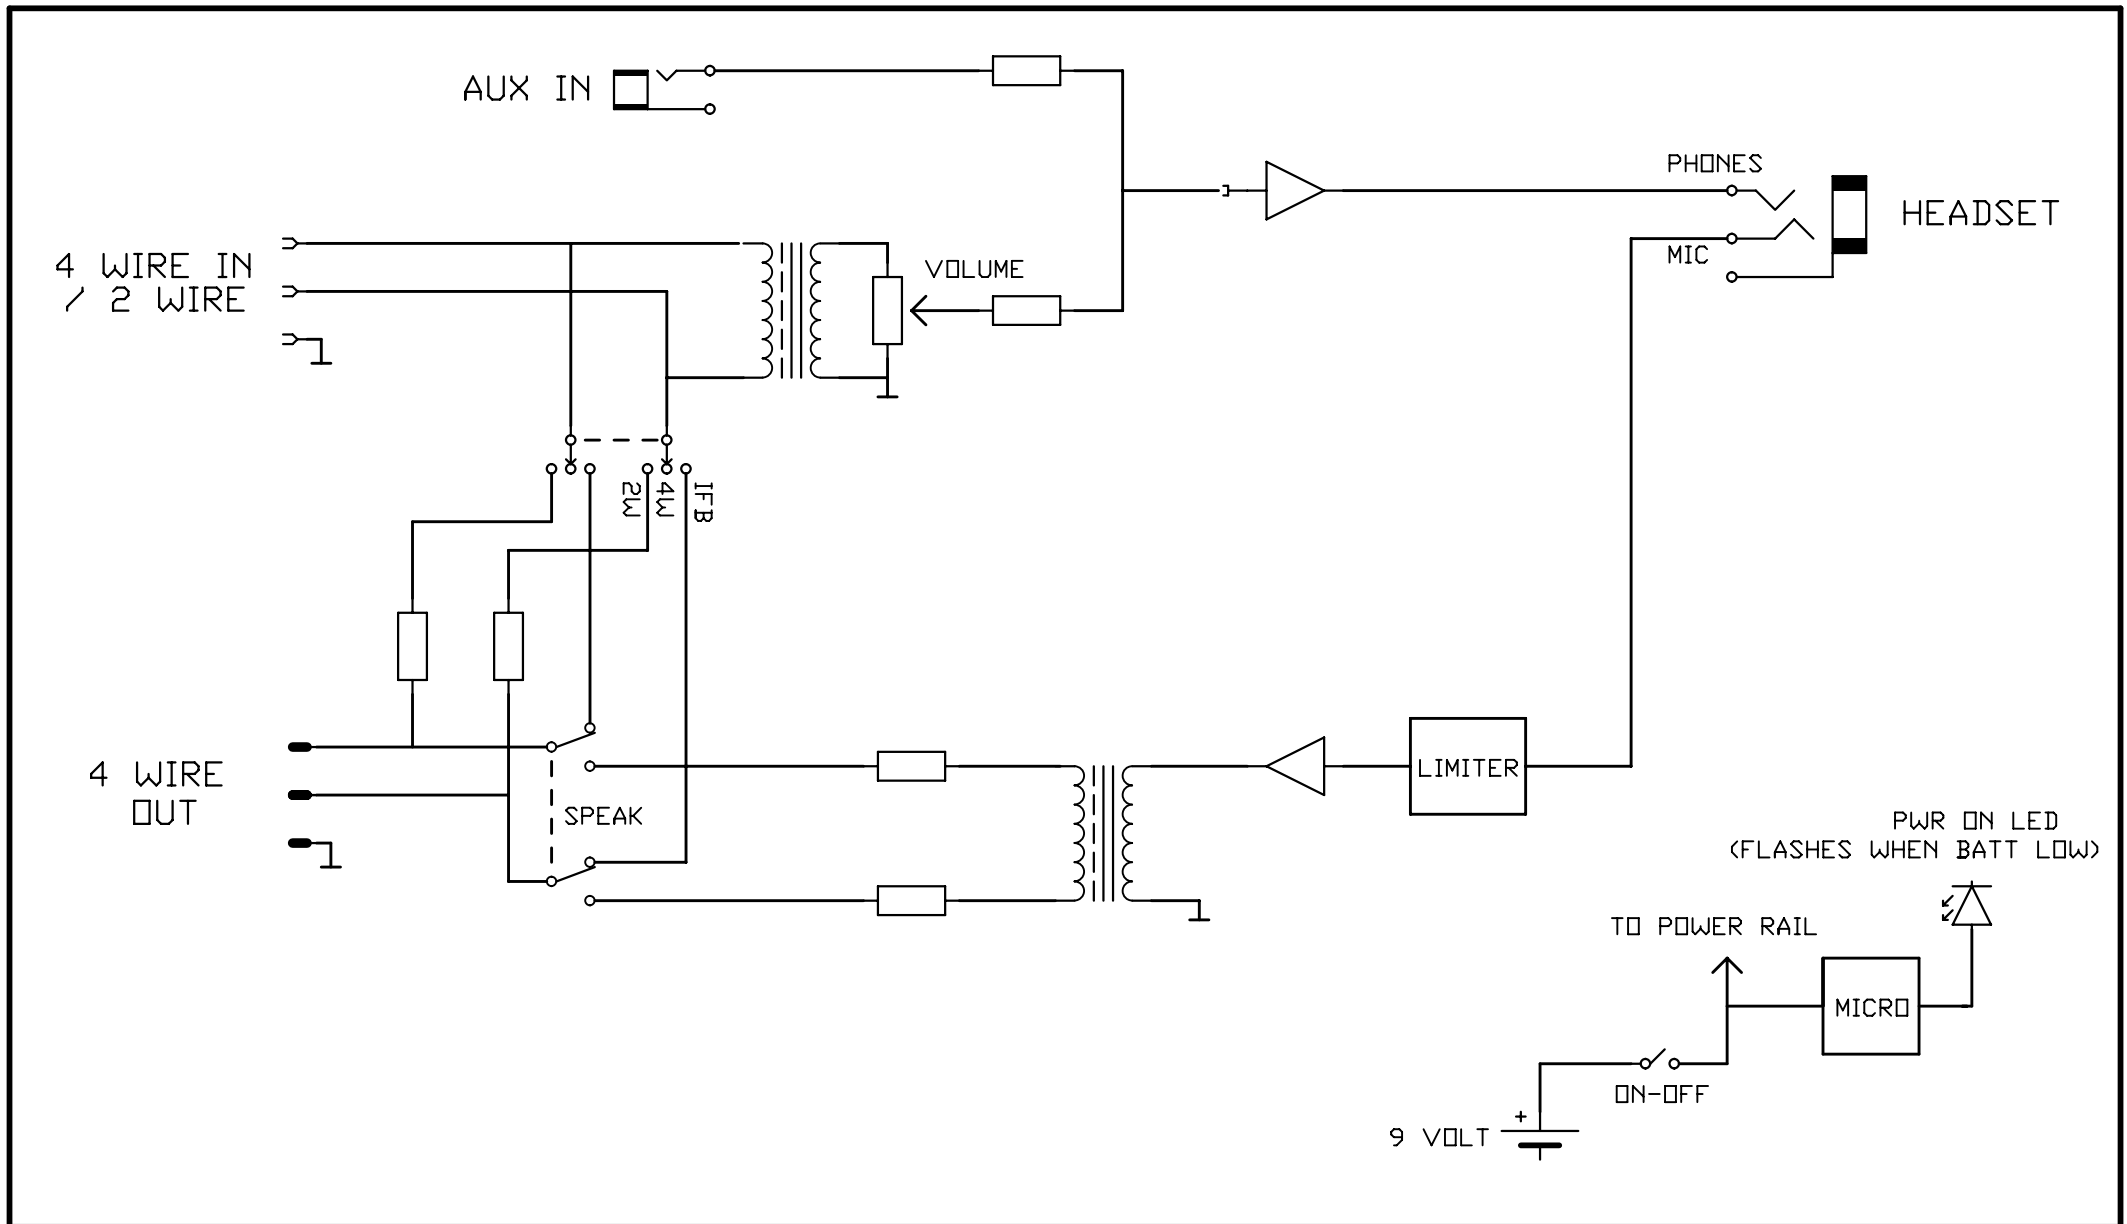 AUX IN
PHONES
HEADSET
MIC
4 WIRE IN
/ 2 WIRE
VOLUME
2W
4W
IFB
4 WIRE
OUT
SPEAK
LIMITER
PWR ON LED
(FLASHES WHEN BATT LOW)
TO POWER RAIL
MICRO
ON-OFF
+
9 VOLT